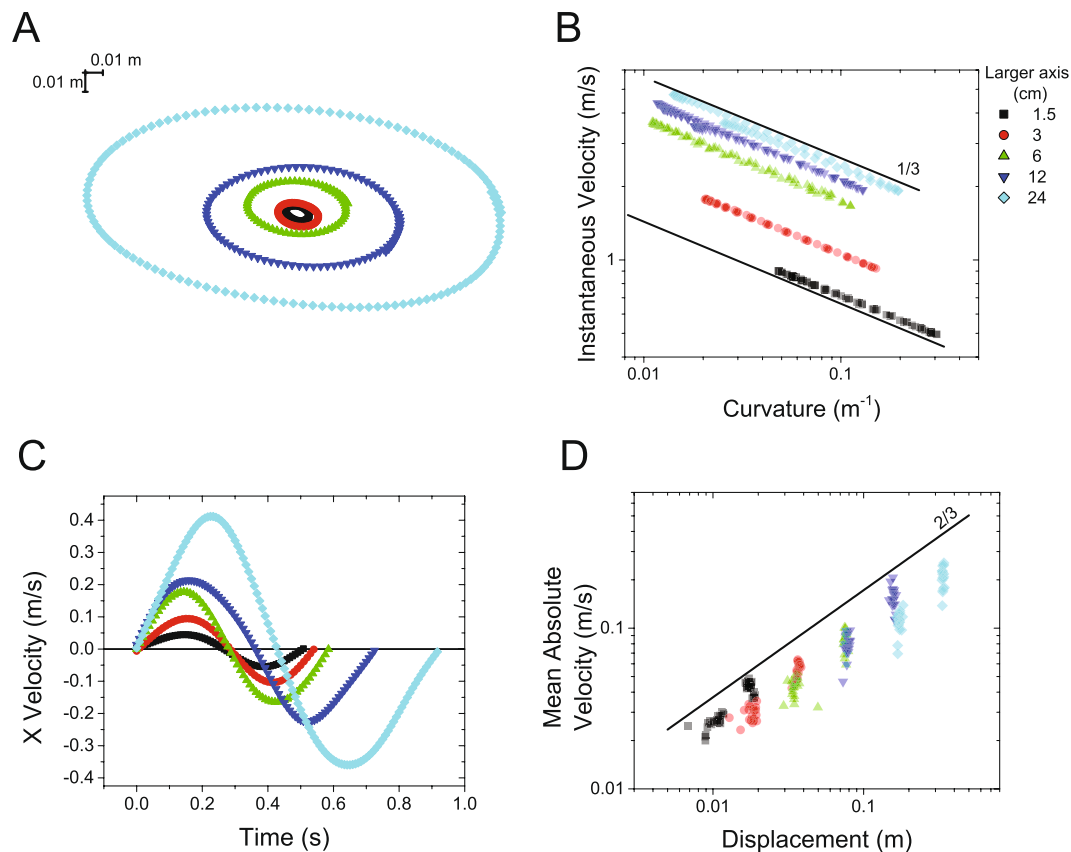 A
0.01 m
0.01 m
B
Instantaneous Velocity (m/s)
1
1/3
0.01
0.1
Curvature (m⁻¹)
Larger axis
(cm)
1.5
3
6
12
24
C
X Velocity (m/s)
0.4
0.3
0.2
0.1
0.0
-0.1
-0.2
-0.3
-0.4
0.0
0.2
0.4
0.6
0.8
1.0
Time (s)
D
Mean Absolute
Velocity (m/s)
0.1
0.01
2/3
0.01
0.1
Displacement (m)